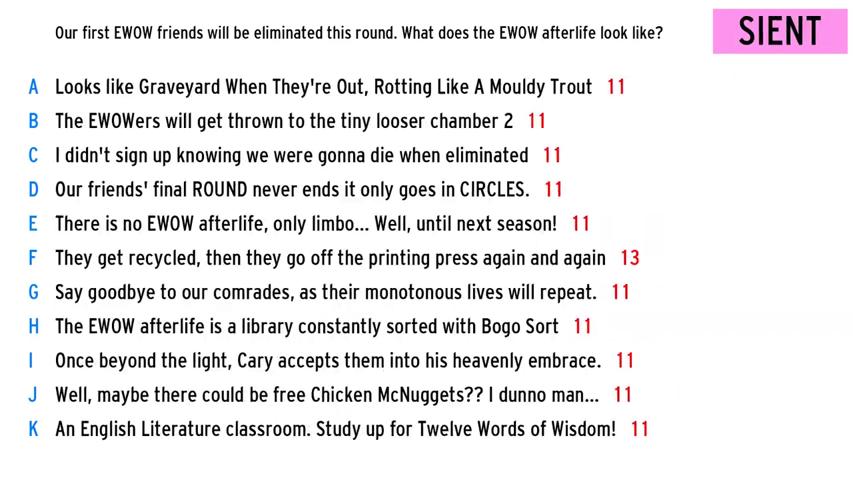 Our first EWOW friends will be eliminated this round. What does the EWOW afterlife look like?
SIENT
A Looks like Graveyard When They're Out, Rotting Like A Mouldy Trout 11
B The EWOWers will get thrown to the tiny looser chamber 2 11
C I didn't sign up knowing we were gonna die when eliminated 11
D Our friends' final ROUND never ends it only goes in CIRCLES. 11
E There is no EWOW afterlife, only limbo... Well, until next season! 11
F They get recycled, then they go off the printing press again and again 13
G Say goodbye to our comrades, as their monotonous lives will repeat. 11
H The EWOW afterlife is a library constantly sorted with Bogo Sort 11
I Once beyond the light, Cary accepts them into his heavenly embrace. 11
J Well, maybe there could be free Chicken McNuggets?? I dunno man... 11
K An English Literature classroom. Study up for Twelve Words of Wisdom! 11